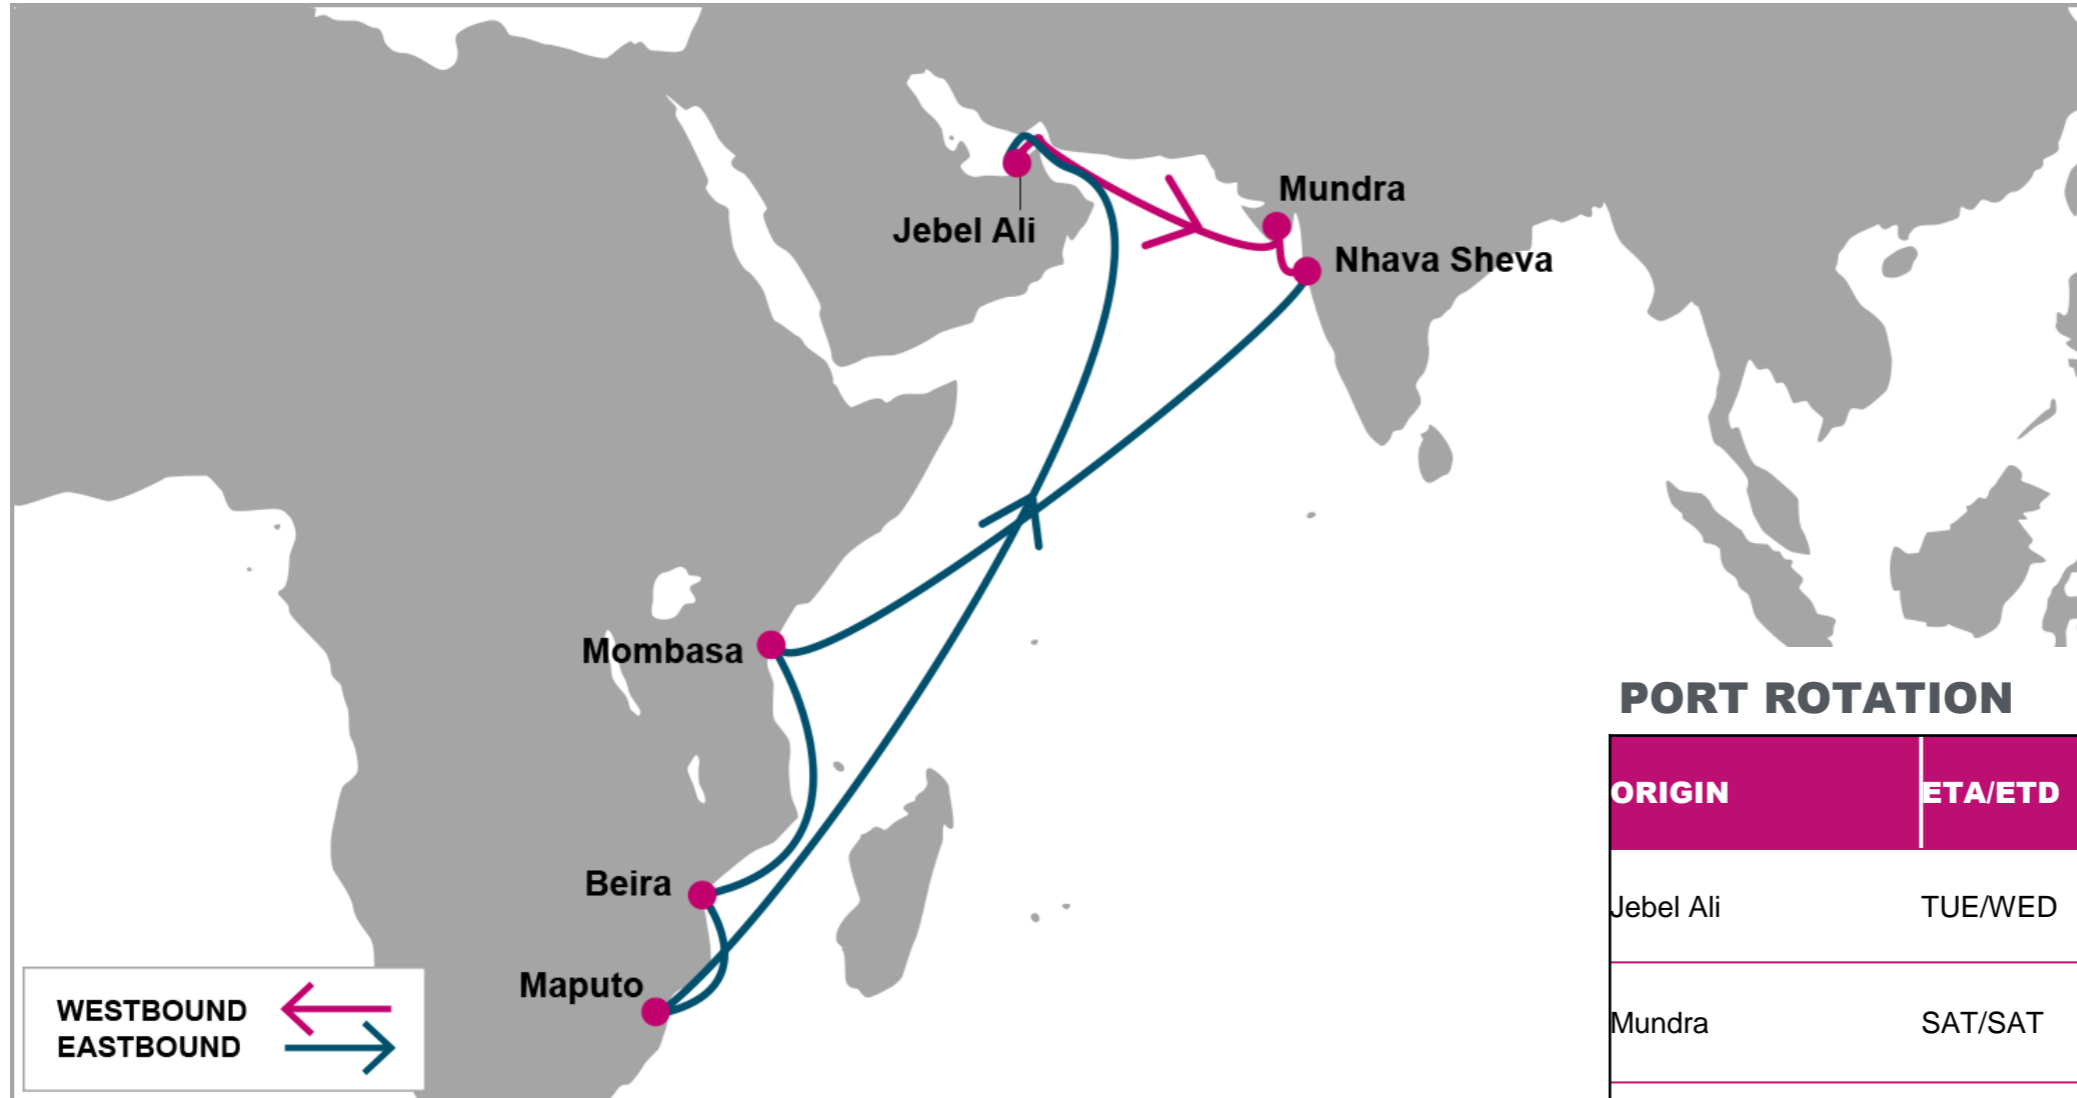 Mundra
Jebel Ali
Nhava Sheva
Mombasa
Beira
Maputo
WESTBOUND
EASTBOUND
PORT ROTATION
ORIGIN ETA/ETD
Jebel Ali TUE/WED
Mundra SAT/SAT